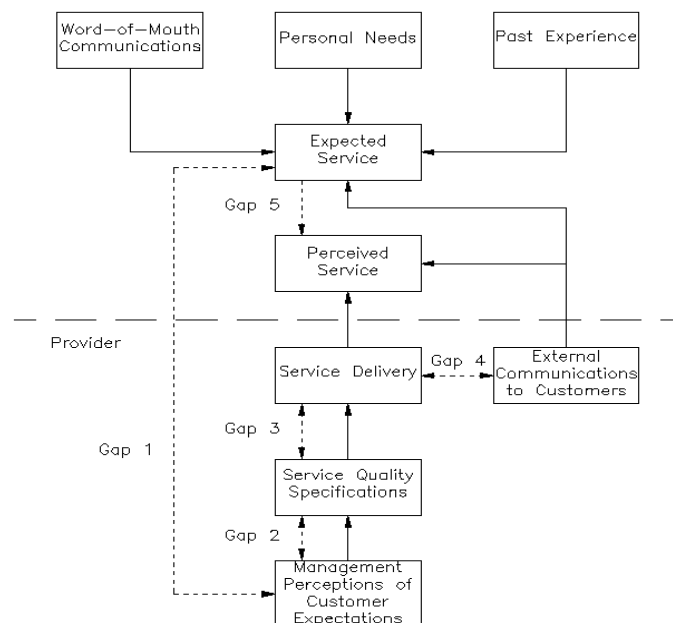 Word-of-Mouth
Communications
Personal Needs
Past Experience
Expected
Service
Gap 5
Perceived
Service
Provider
Service Delivery
Gap 4
External
Communications
to Customers
Gap 3
Gap 1
Service Quality
Specifications
Gap 2
Management
Perceptions of
Customer
Expectations